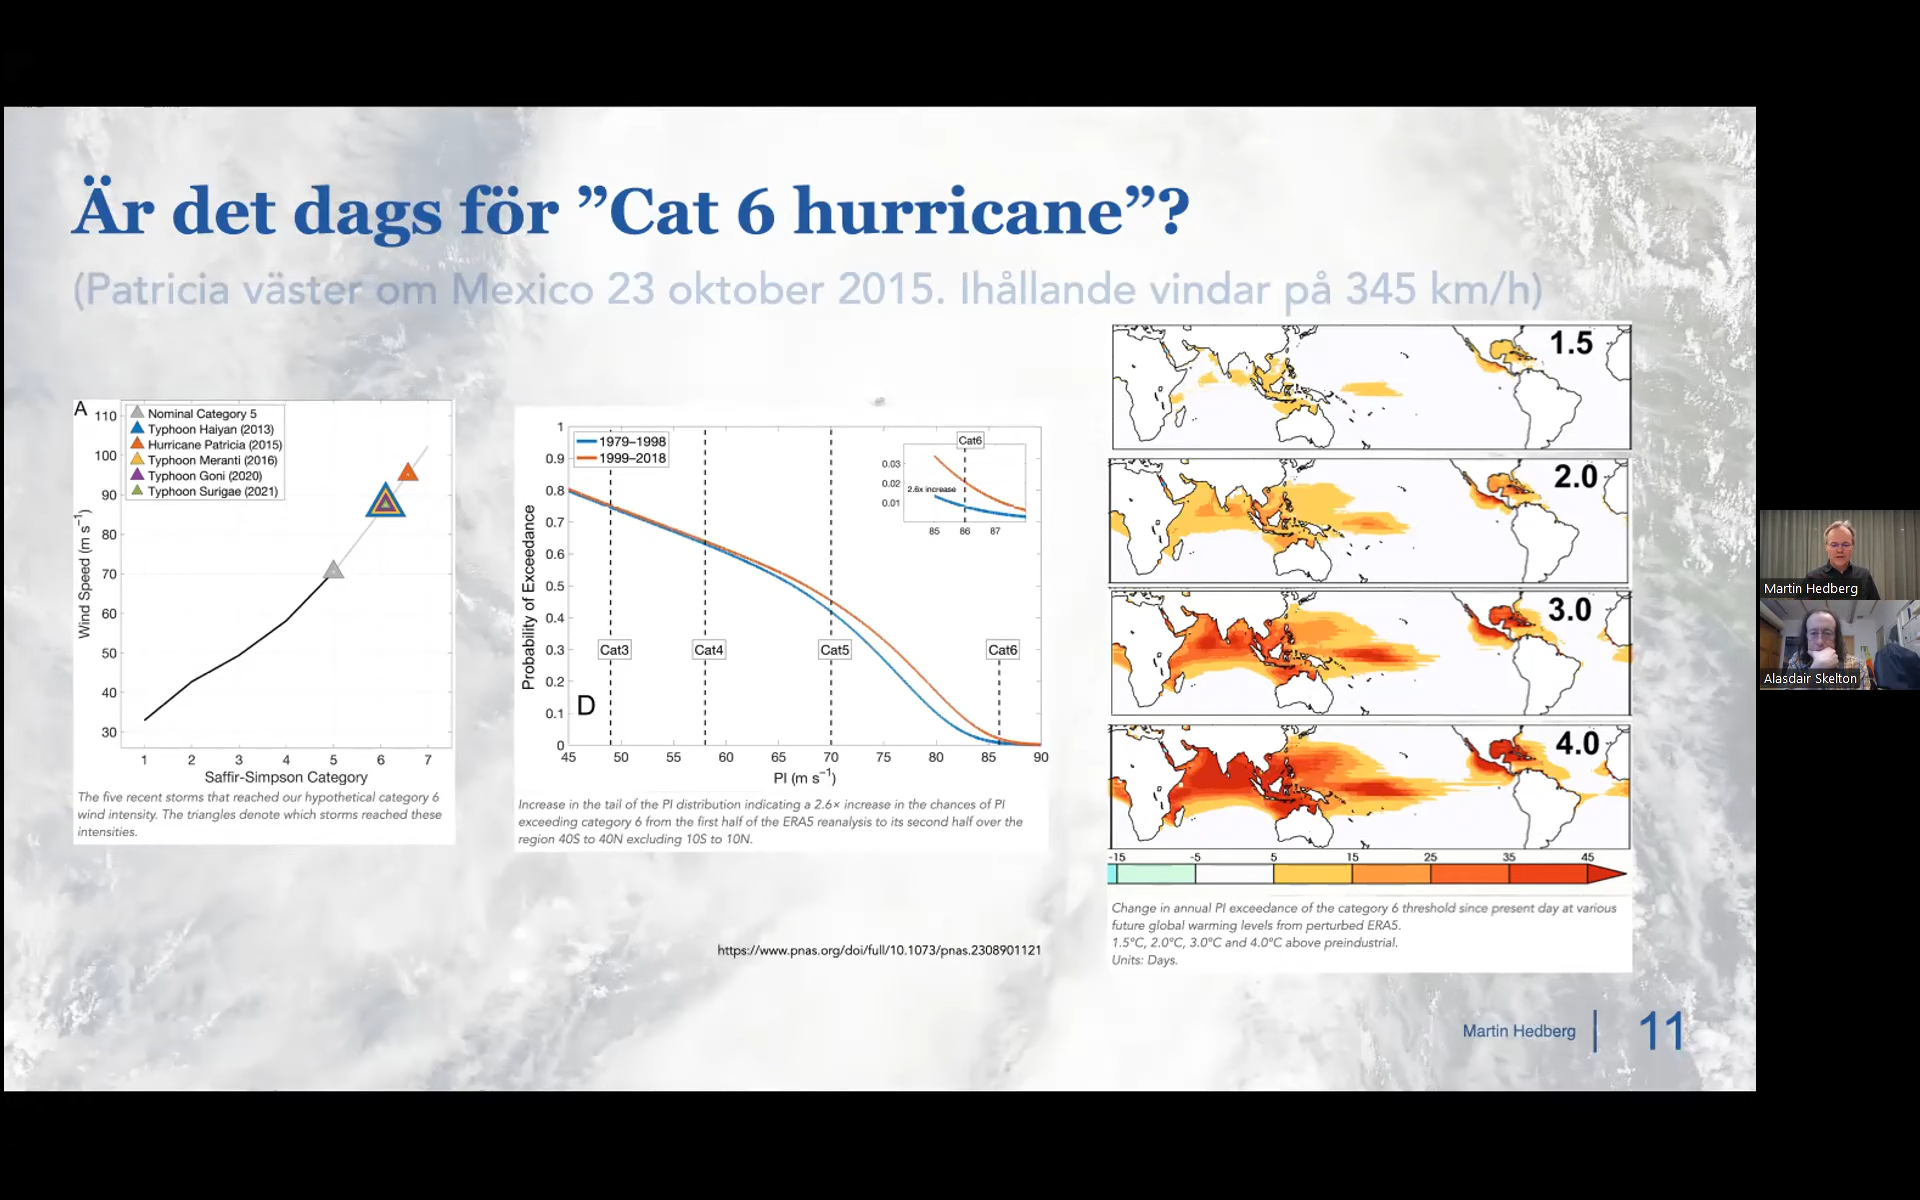 Är det dags för ”Cat 6 hurricane”?
(Patricia väster om Mexico 23 oktober 2015. Ihållande vindar på 345 km/h)
A
Nominal Category 5
Typhoon Haiyan (2013)
Hurricane Patricia (2015)
Typhoon Meranti (2016)
Typhoon Goni (2020)
Typhoon Surigae (2021)
110
100
90
80
70
60
50
40
30
Wind Speed (m s⁻¹)
1 2 3 4 5 6 7
Saffir-Simpson Category
The five recent storms that reached our hypothetical category 6
wind intensity. The triangles denote which storms reached these
intensities.
1979–1998
1999–2018
1
0.9
0.8
0.7
0.6
0.5
0.4
0.3
0.2
0.1
0
Probability of Exceedance
Cat6
0.03
0.02
0.01
2.6x increase
85 86 87
Cat3 Cat4 Cat5 Cat6
D
45 50 55 60 65 70 75 80 85 90
PI (m s⁻¹)
Increase in the tail of the PI distribution indicating a 2.6× increase in the chances of PI
exceeding category 6 from the first half of the ERA5 reanalysis to its second half over the
region 40S to 40N excluding 10S to 10N.
1.5
2.0
3.0
4.0
-15 -5 5 15 25 35 45
Change in annual PI exceedance of the category 6 threshold since present day at various
future global warming levels from perturbed ERA5.
1.5°C, 2.0°C, 3.0°C and 4.0°C above preindustrial.
Units: Days.
https://www.pnas.org/doi/full/10.1073/pnas.2308901121
Martin Hedberg | 11
Martin Hedberg
Alasdair Skelton